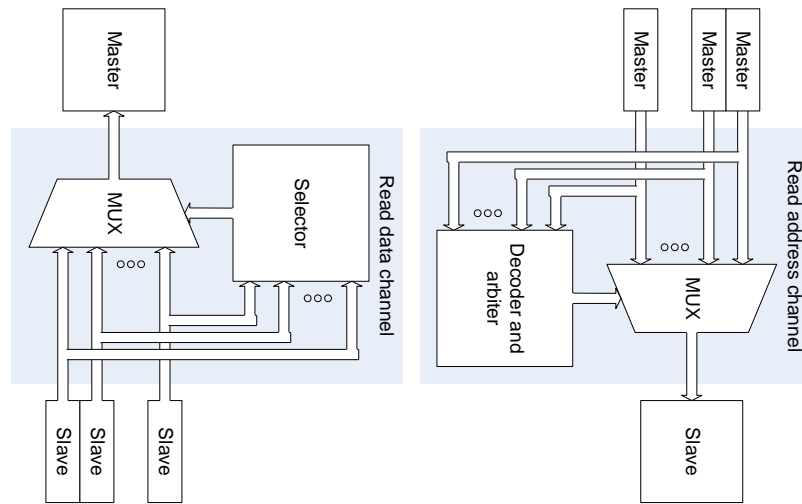 Read address channel
Master
Master
Master
MUX
Slave
Decoder and
arbiter
Read data channel
Selector
Master
MUX
Slave
Slave
Slave